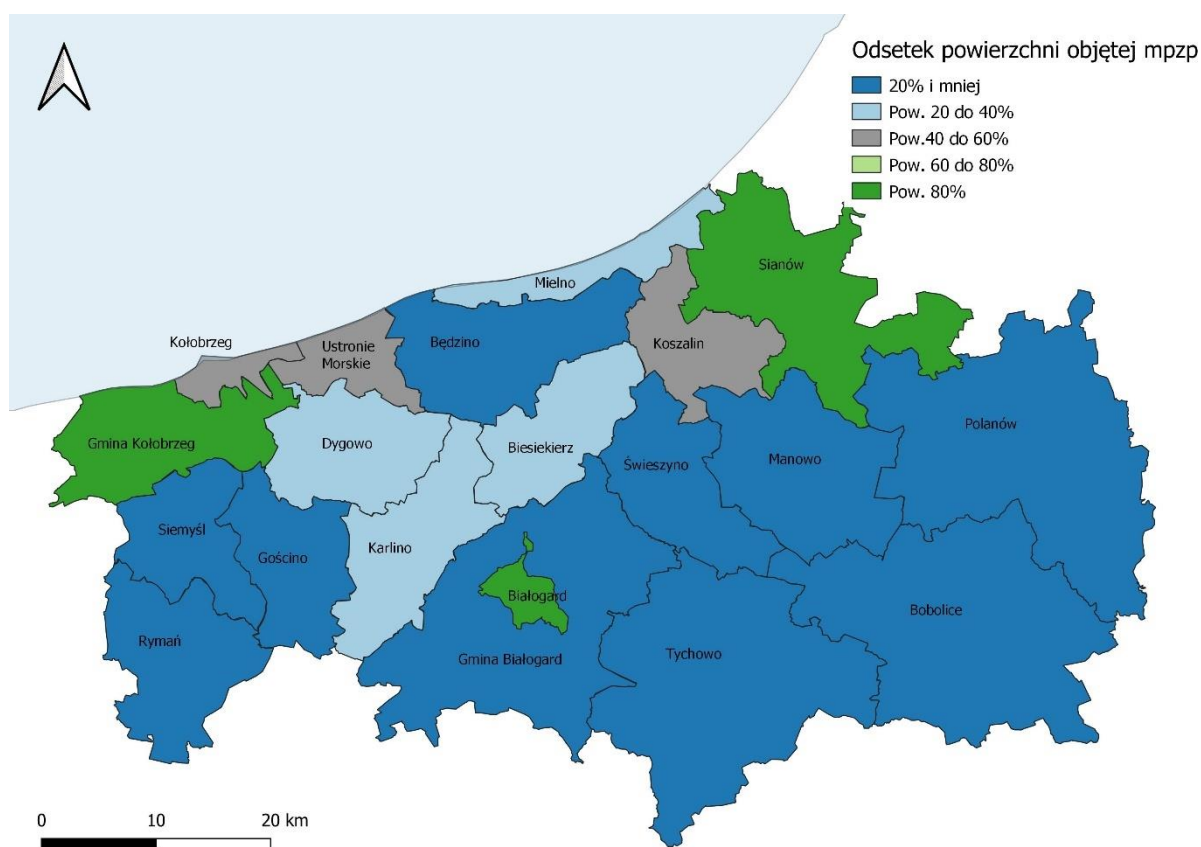 Odsetek powierzchni objętej mpzp
20% i mniej
Pow. 20 do 40%
Pow.40 do 60%
Pow. 60 do 80%
Pow. 80%
Sianów
Mielno
Kołobrzeg
Ustronie
Morskie
Będzino
Koszalin
Polanów
Gmina Kołobrzeg
Dygowo
Biesiekierz
Świeszyno
Manowo
Siemyśl
Gościno
Karlino
Białogard
Bobolice
Rymań
Gmina Białogard
Tychowo
0 10 20 km